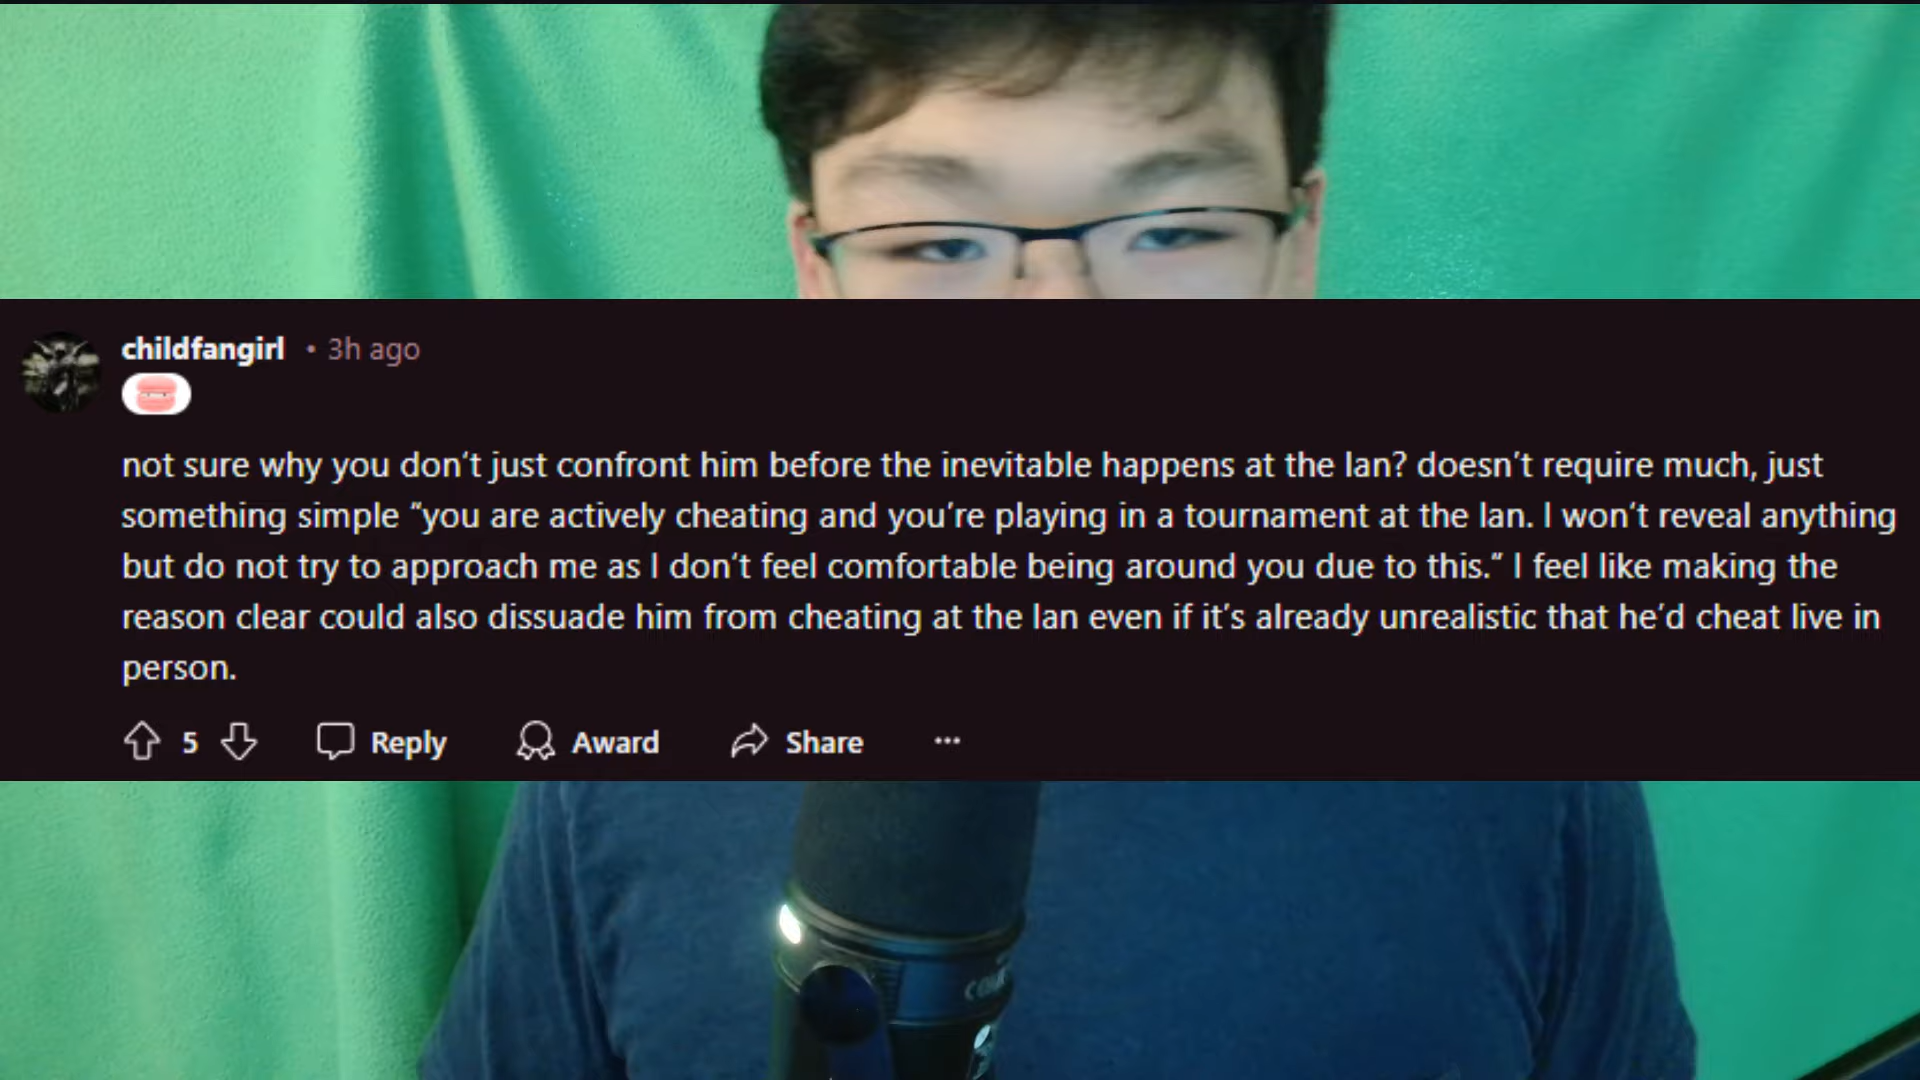 childfangirl • 3h ago
not sure why you don't just confront him before the inevitable happens at the lan? doesn't require much, just
something simple "you are actively cheating and you're playing in a tournament at the lan. I won't reveal anything
but do not try to approach me as I don't feel comfortable being around you due to this." I feel like making the
reason clear could also dissuade him from cheating at the lan even if it's already unrealistic that he'd cheat live in
person.
5 Reply Award Share ...